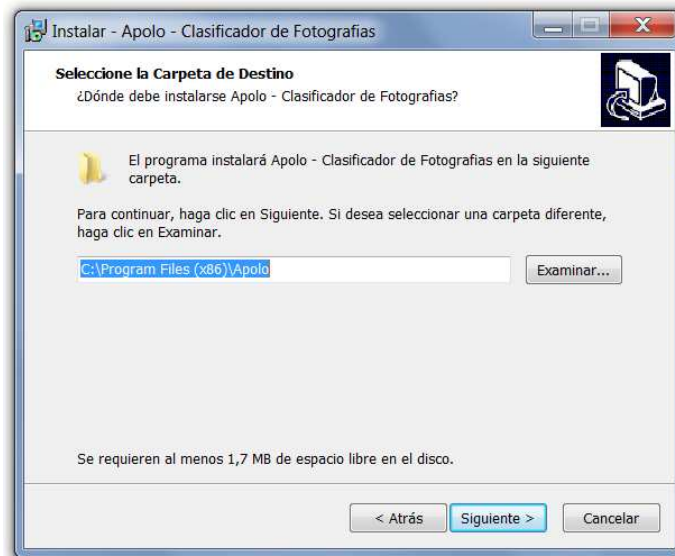 Instalar - Apolo - Clasificador de Fotografias
Seleccione la Carpeta de Destino
¿Dónde debe instalarse Apolo - Clasificador de Fotografias?
El programa instalará Apolo - Clasificador de Fotografias en la siguiente
carpeta.
Para continuar, haga clic en Siguiente. Si desea seleccionar una carpeta diferente,
haga clic en Examinar.
C:\Program Files (x86)\Apolo
Examinar...
Se requieren al menos 1,7 MB de espacio libre en el disco.
< Atrás
Siguiente >
Cancelar